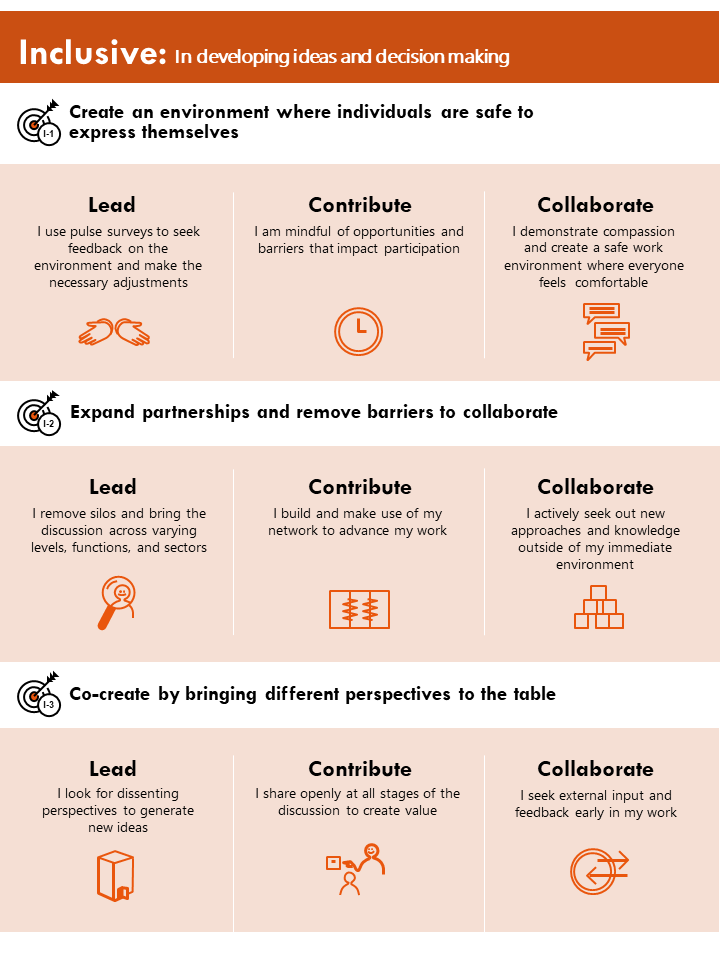 Inclusive: In developing ideas and decision making
Create an environment where individuals are safe to
express themselves
I-1
Lead
I use pulse surveys to seek
feedback on the
environment and make the
necessary adjustments
Contribute
I am mindful of opportunities and
barriers that impact participation
Collaborate
I demonstrate compassion
and create a safe work
environment where everyone
feels comfortable
Expand partnerships and remove barriers to collaborate
I-2
Lead
I remove silos and bring the
discussion across varying
levels, functions, and sectors
Contribute
I build and make use of my
network to advance my work
Collaborate
I actively seek out new
approaches and knowledge
outside of my immediate
environment
Co-create by bringing different perspectives to the table
I-3
Lead
I look for dissenting
perspectives to generate
new ideas
Contribute
I share openly at all stages of the
discussion to create value
Collaborate
I seek external input and
feedback early in my work